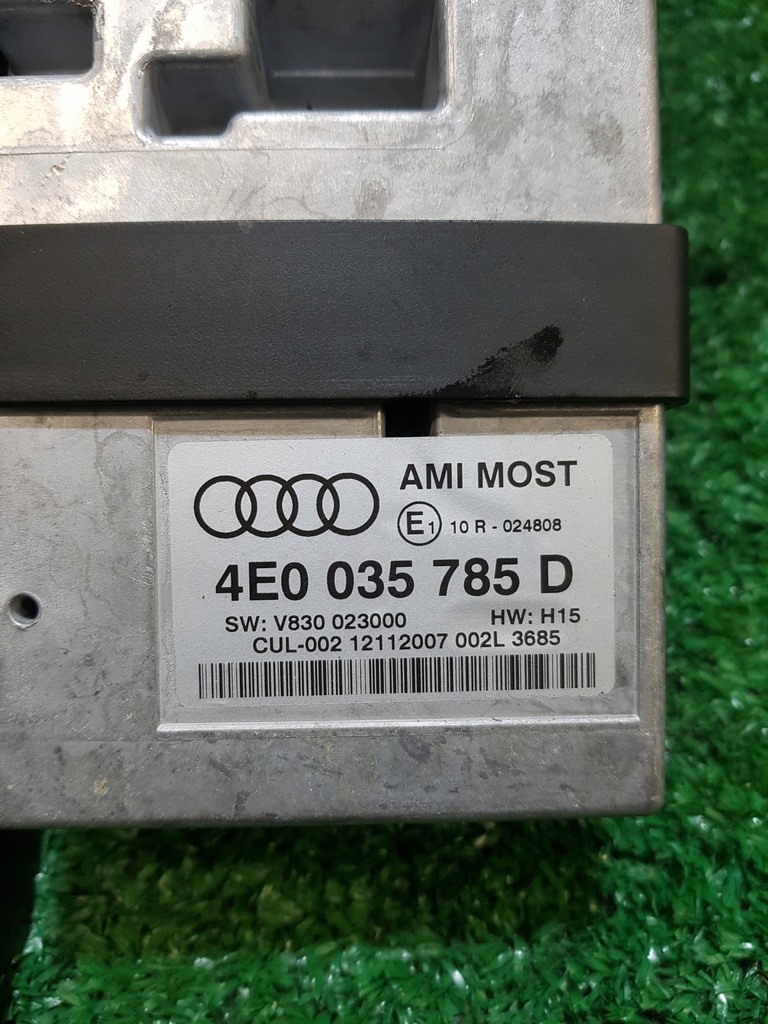 AMI MOST
E1 10 R - 024808
4E0 035 785 D
SW: V830 023000 HW: H15
CUL-002 12112007 002L 3685